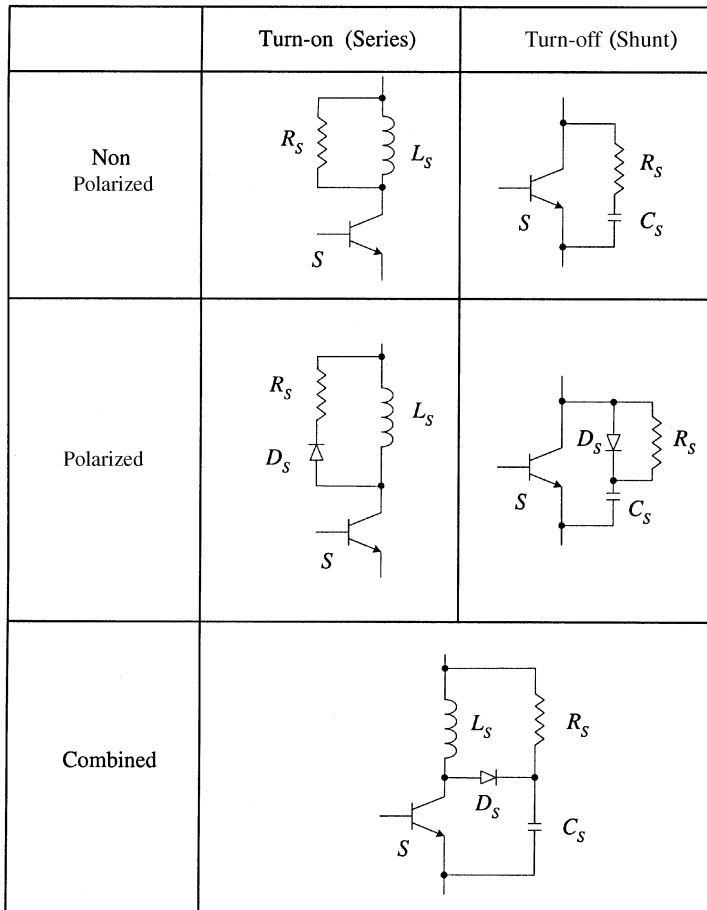 Turn-on (Series)
Turn-off (Shunt)
Non
Polarized
R_S
L_S
S
R_S
C_S
S
Polarized
R_S
D_S
L_S
S
D_S
R_S
C_S
S
Combined
L_S
R_S
D_S
C_S
S